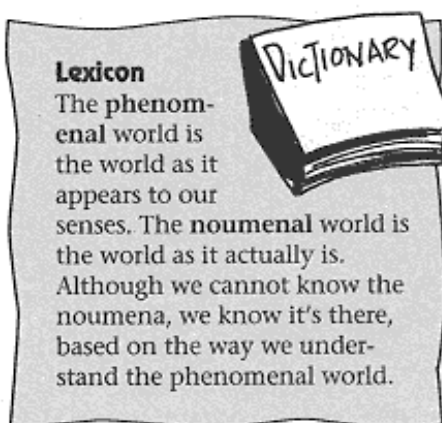 DICTIONARY
Lexicon
The phenom-
enal world is
the world as it
appears to our
senses. The noumenal world is
the world as it actually is.
Although we cannot know the
noumena, we know it's there,
based on the way we under-
stand the phenomenal world.